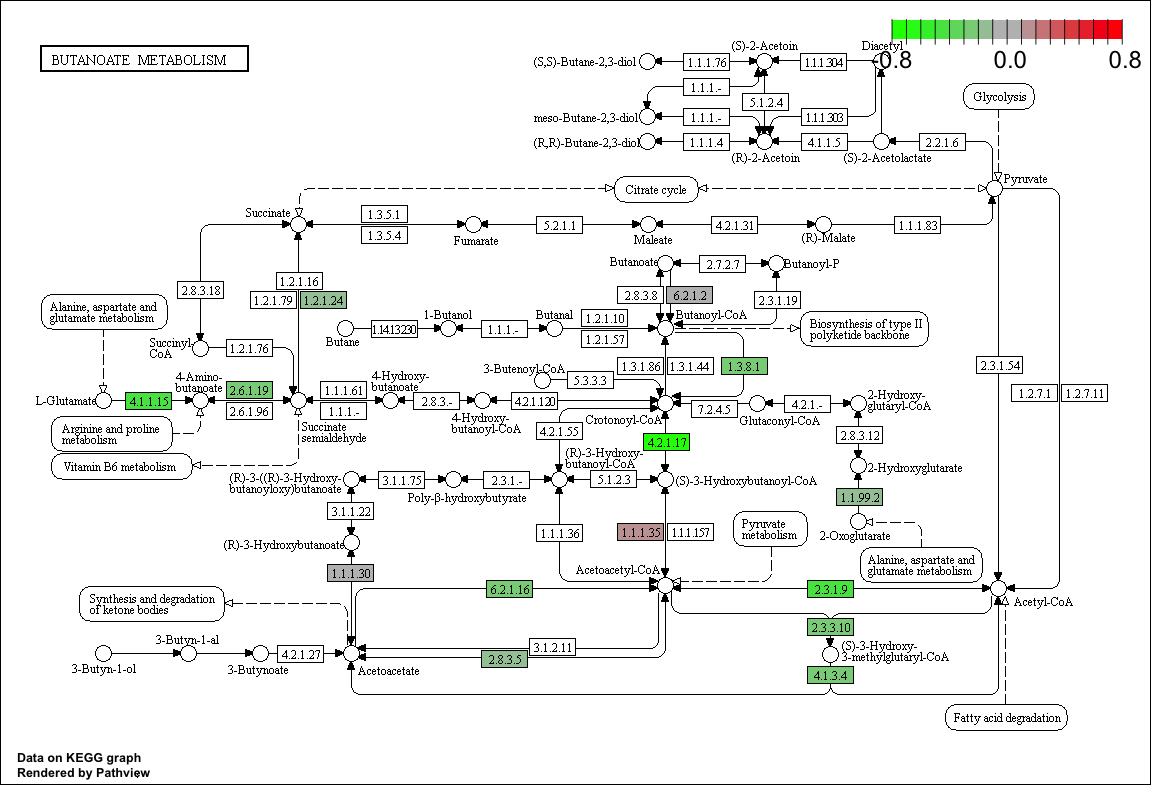 BUTANOATE METABOLISM
-0.8 0.0 0.8
(S)-2-Acetoin
Diacetyl
(S,S)-Butane-2,3-diol
1.1.1.76
1.1.1.304
1.1.1.-
5.1.2.4
Glycolysis
meso-Butane-2,3-diol
1.1.1.-
1.1.1.303
(R,R)-Butane-2,3-diol
1.1.1.4
4.1.1.5
2.2.1.6
(R)-2-Acetoin
(S)-2-Acetolactate
Pyruvate
Citrate cycle
Succinate
1.3.5.1
1.3.5.4
Fumarate
5.2.1.1
Maleate
4.2.1.31
(R)-Malate
1.1.1.83
Butanoate
2.7.2.7
Butanoyl-P
2.8.3.18
1.2.1.16
1.2.1.79
1.2.1.24
2.8.3.8
6.2.1.2
2.3.1.19
Alanine, aspartate and
glutamate metabolism
Butane
1.14.13.230
1-Butanol
1.1.1.-
Butanal
1.2.1.10
1.2.1.57
Butanoyl-CoA
Biosynthesis of type II
polyketide backbone
Succinyl-
CoA
1.2.1.76
3-Butenoyl-CoA
5.3.3.3
1.3.1.86
1.3.1.44
1.3.8.1
2.3.1.54
1.2.7.1
1.2.7.11
L-Glutamate
4.1.1.15
4-Amino-
butanoate
2.6.1.19
2.6.1.96
1.1.1.61
1.1.1.-
4-Hydroxy-
butanoate
2.8.3.-
4-Hydroxy-
butanoyl-CoA
4.2.1.120
Crotonoyl-CoA
7.2.4.5
Glutaconyl-CoA
4.2.1.-
2-Hydroxy-
glutaryl-CoA
Arginine and proline
metabolism
Succinate
semialdehyde
4.2.1.55
4.2.1.17
2.8.3.12
Vitamin B6 metabolism
(R)-3-Hydroxy-
butanoyl-CoA
2-Hydroxyglutarate
(R)-3-((R)-3-Hydroxy-
butanoyloxy)butanoate
3.1.1.75
Poly-β-hydroxybutyrate
2.3.1.-
5.1.2.3
(S)-3-Hydroxybutanoyl-CoA
1.1.99.2
3.1.1.22
1.1.1.36
1.1.1.35
1.1.1.157
Pyruvate
metabolism
2-Oxoglutarate
(R)-3-Hydroxybutanoate
Alanine, aspartate and
glutamate metabolism
1.1.1.30
Acetoacetyl-CoA
6.2.1.16
2.3.1.9
Acetyl-CoA
Synthesis and degradation
of ketone bodies
2.3.3.10
3-Butyn-1-ol
3-Butyn-1-al
3-Butynoate
4.2.1.27
Acetoacetate
3.1.2.11
2.8.3.5
(S)-3-Hydroxy-
3-methylglutaryl-CoA
4.1.3.4
Fatty acid degradation
Data on KEGG graph
Rendered by Pathview